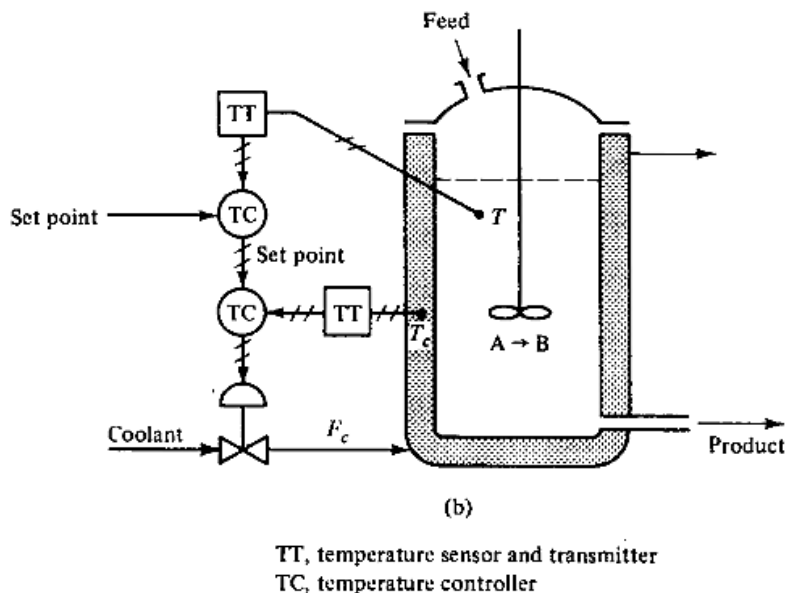 Feed
TT
Set point
TC
T
Set point
TC
TT
T_c
A → B
Coolant
F_c
Product
(b)
TT, temperature sensor and transmitter
TC, temperature controller